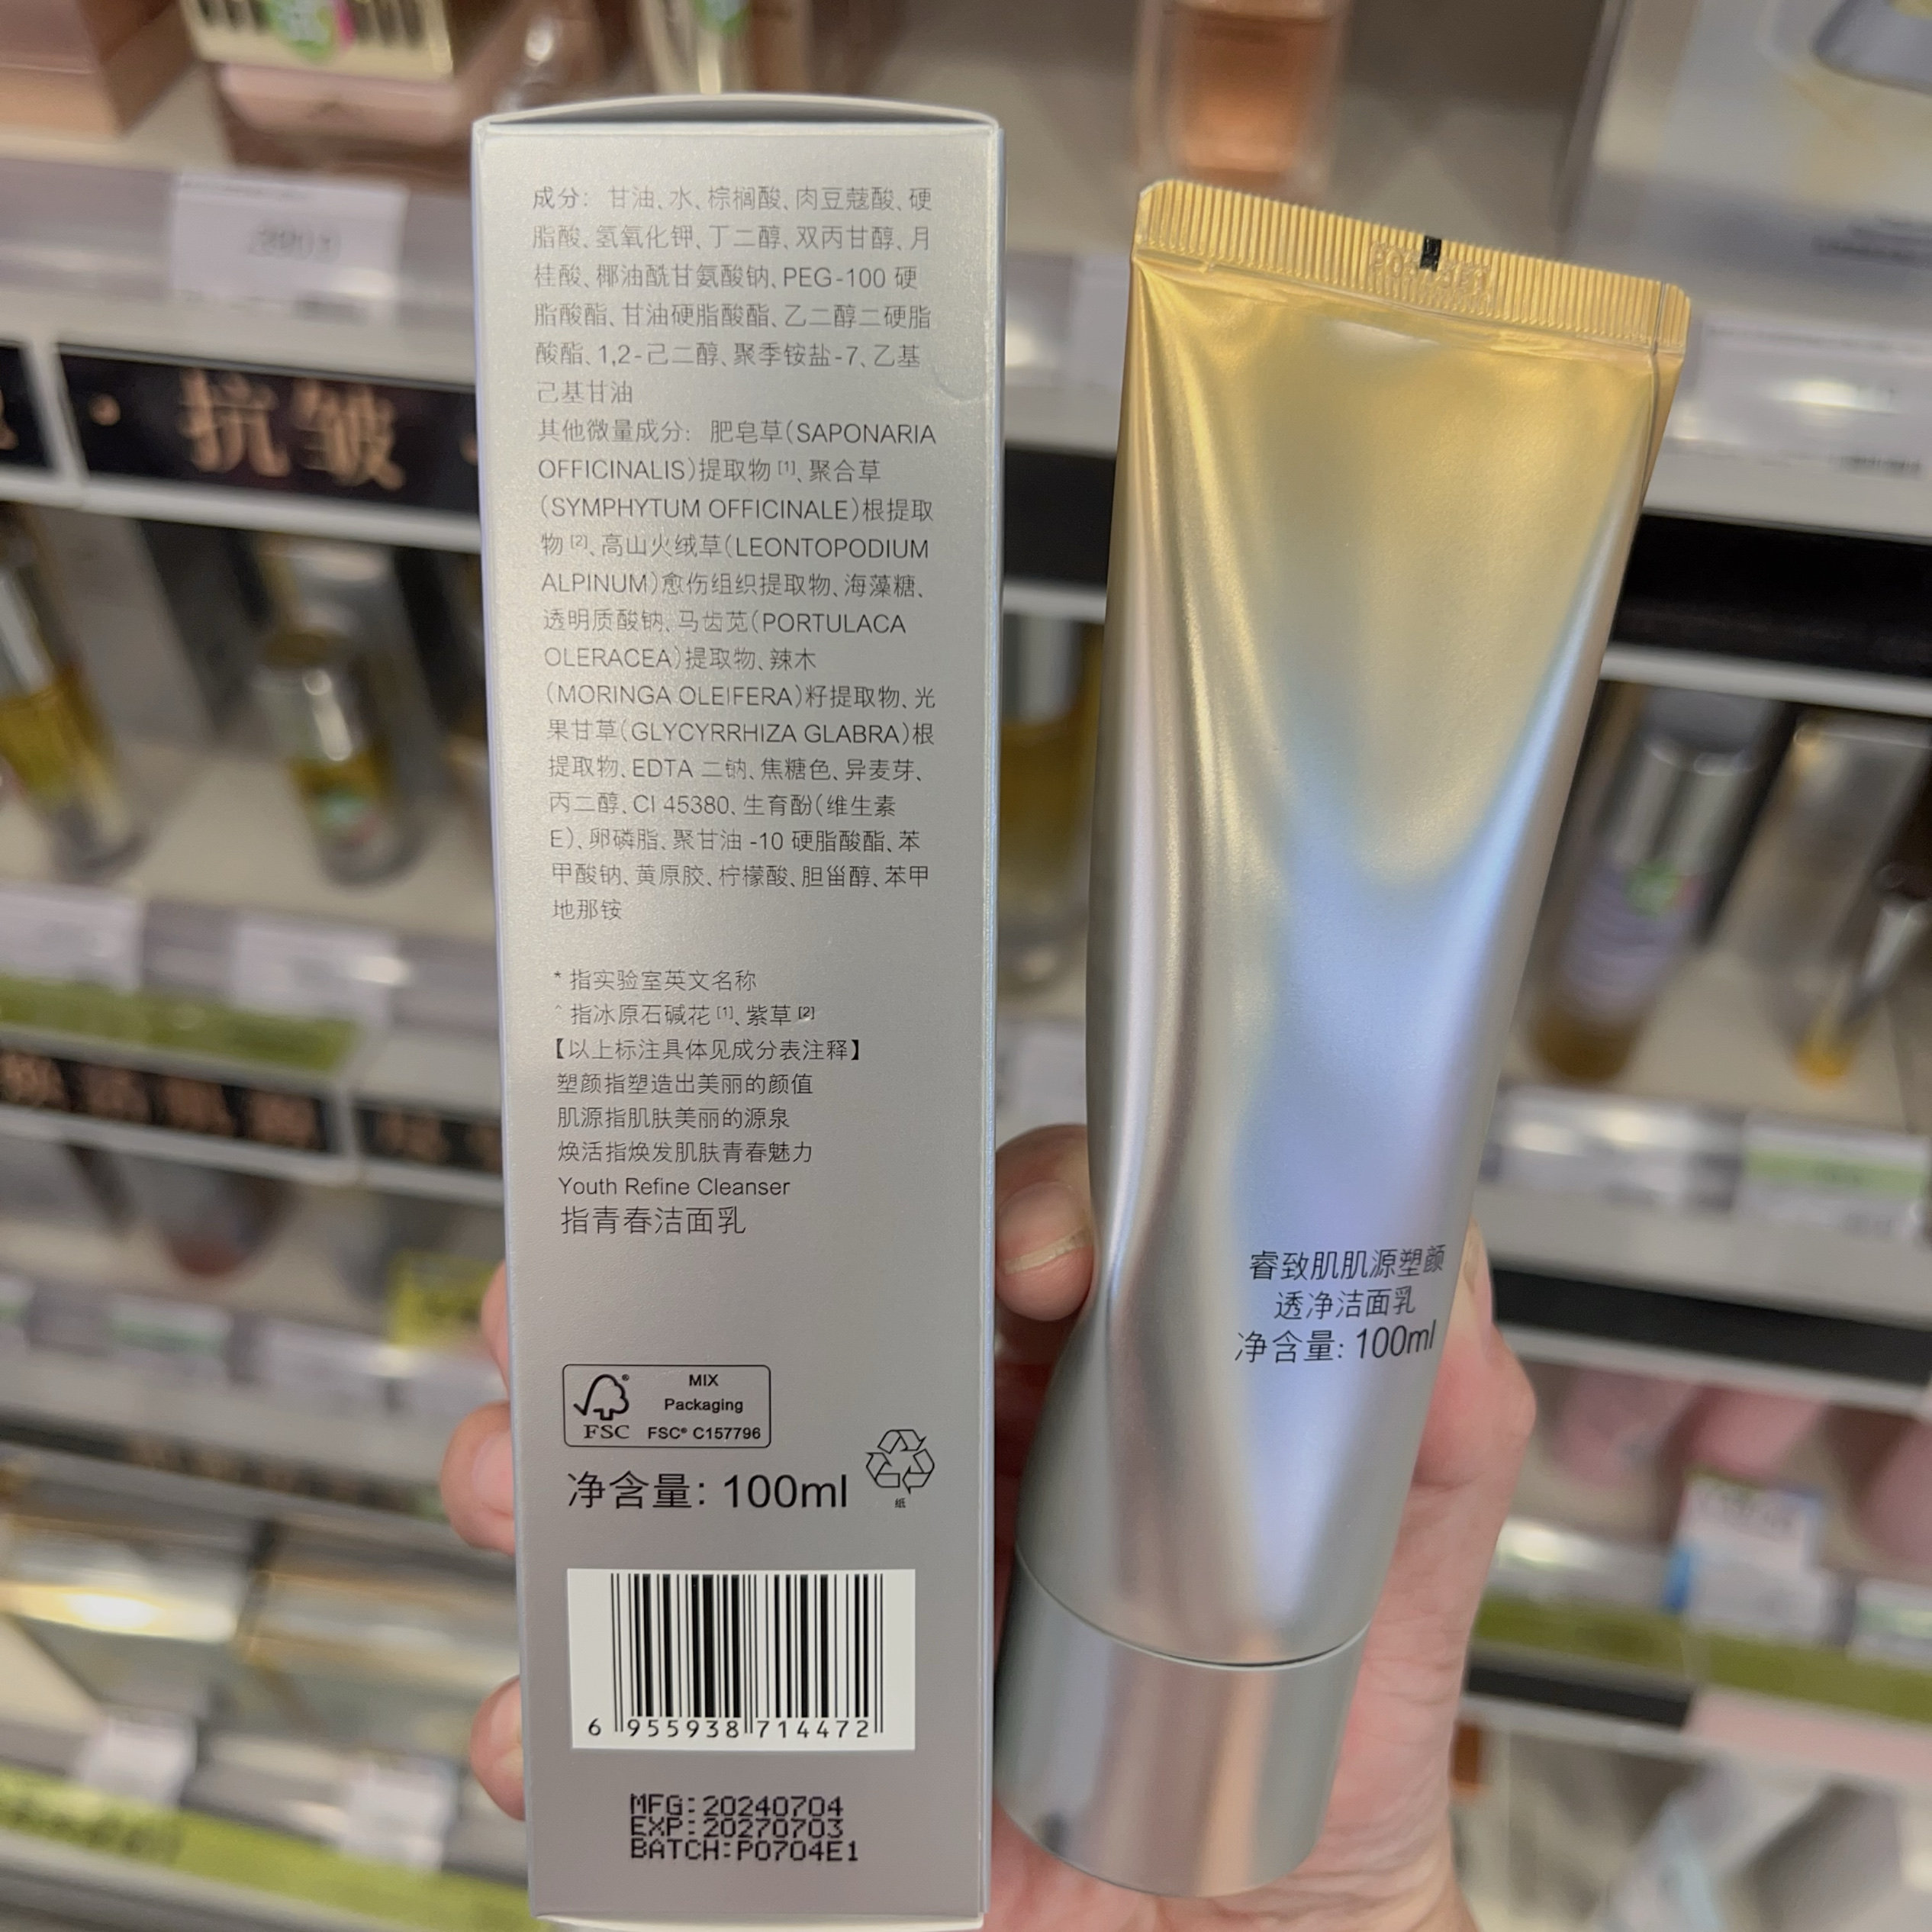 成分：甘油、水、棕榈酸、肉豆蔻酸、硬
脂酸、氢氧化钾、丁二醇、双丙甘醇、月
桂酸、椰油酰甘氨酸钠、PEG-100 硬
脂酸酯、甘油硬脂酸酯、乙二醇二硬脂
酸酯、1,2-己二醇、聚季铵盐-7、乙基
己基甘油
其他微量成分：肥皂草（SAPONARIA
OFFICINALIS）提取物[1]、聚合草
（SYMPHYTUM OFFICINALE）根提取
物[2]、高山火绒草（LEONTOPODIUM
ALPINUM）愈伤组织提取物、海藻糖、
透明质酸钠、马齿苋（PORTULACA
OLERACEA）提取物、辣木
（MORINGA OLEIFERA）籽提取物、光
果甘草（GLYCYRRHIZA GLABRA）根
提取物、EDTA 二钠、焦糖色、异麦芽、
丙二醇、CI 45380、生育酚（维生素
E）、卵磷脂、聚甘油-10 硬脂酸酯、苯
甲酸钠、黄原胶、柠檬酸、胆甾醇、苯甲
地那铵
* 指实验室英文名称
^ 指冰原石碱花[1]、紫草[2]
【以上标注具体见成分表注释】
塑颜指塑造出美丽的颜值
肌源指肌肤美丽的源泉
焕活指焕发肌肤青春魅力
Youth Refine Cleanser
指青春洁面乳
MIX
Packaging
FSC FSC® C157796
净含量：100ml
纸
6 955938 714472
MFG:20240704
EXP:20270703
BATCH:P0704E1
睿致肌肌源塑颜
透净洁面乳
净含量：100ml
抗皱